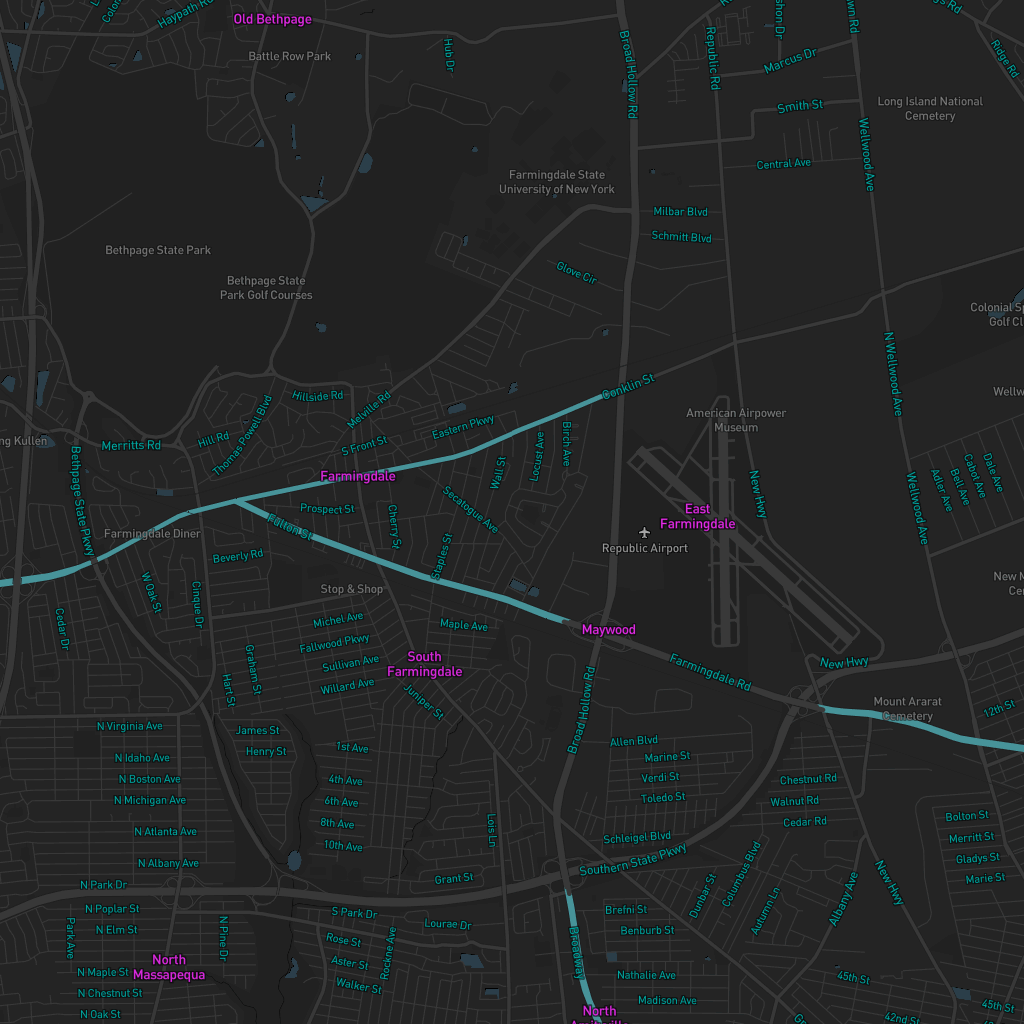 Old Bethpage
Haypath Rd
Battle Row Park
Hub Dr
Broad Hollow Rd
Republic Rd
Marcus Dr
Ridge Rd
Smith St
Long Island National
Cemetery
Wellwood Ave
Central Ave
Farmingdale State
University of New York
Milbar Blvd
Schmitt Blvd
Bethpage State Park
Glove Cir
Bethpage State
Park Golf Courses
N Wellwood Ave
Conklin St
Hillside Rd
Melville Rd
Thomas Powell Blvd
Hill Rd
Merritts Rd
S Front St
Eastern Pkwy
Birch Ave
Locust Ave
American Airpower
Museum
Bethpage State Pkwy
Farmingdale
Wall St
New Hwy
Wellwood Ave
Adler Ave
Bell Ave
Cabot Ave
Dale Ave
Secatogue Ave
Prospect St
Cherry St
Fulton St
East
Farmingdale
Republic Airport
Farmingdale Diner
Beverly Rd
Staples St
W Oak St
Cinque Dr
Stop & Shop
Cedar Dr
Michel Ave
Maple Ave
Maywood
Fallwood Pkwy
Sullivan Ave
Willard Ave
Graham St
Hart St
South
Farmingdale
Juniper St
Farmingdale Rd
New Hwy
Broad Hollow Rd
Mount Ararat
Cemetery
12th St
N Virginia Ave
James St
Henry St
1st Ave
Allen Blvd
Marine St
N Idaho Ave
N Boston Ave
4th Ave
Verdi St
Chestnut Rd
N Michigan Ave
6th Ave
Toledo St
Walnut Rd
8th Ave
Cedar Rd
Bolton St
N Atlanta Ave
10th Ave
Lois Ln
Schleigel Blvd
Merritt St
N Albany Ave
Southern State Pkwy
Gladys St
Grant St
Marie St
N Park Dr
Dunbar St
Columbus Blvd
Albany Ave
New Hwy
N Poplar St
S Park Dr
Brefni St
Autumn Ln
Park Ave
N Elm St
N Pine Dr
Lourae Dr
Benburb St
Rose St
Rockne Ave
Broadway
North
Massapequa
Aster St
N Maple St
Nathalie Ave
45th St
Walker St
N Chestnut St
Madison Ave
45th St
N Oak St
North
42nd St